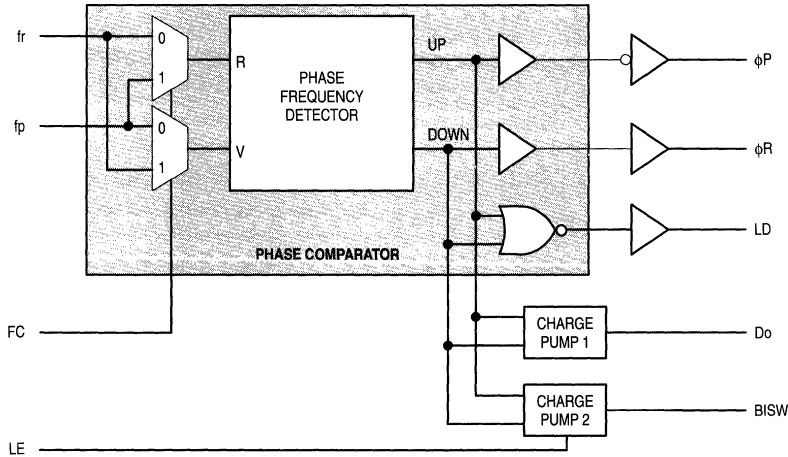 fr
0
1
R
UP
ϕP
PHASE
FREQUENCY
DETECTOR
fp
0
1
V
DOWN
ϕR
LD
PHASE COMPARATOR
FC
CHARGE
PUMP 1
Do
CHARGE
PUMP 2
BISW
LE